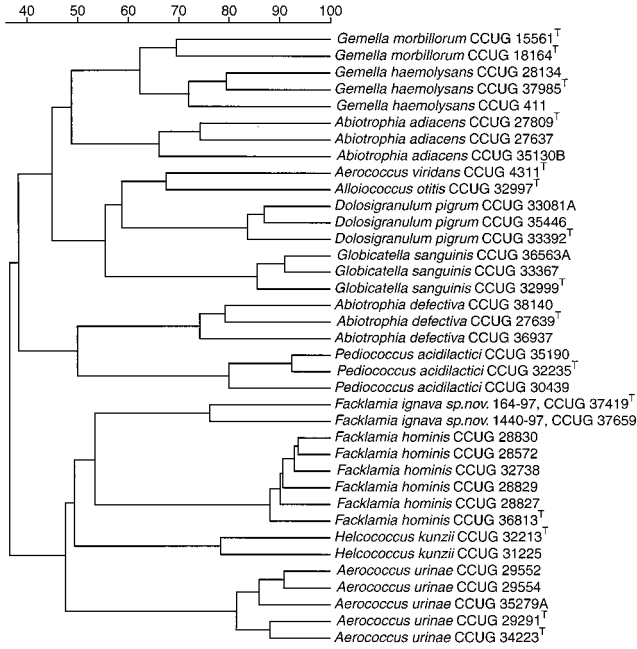 40 50 60 70 80 90 100
Gemella morbillorum CCUG 15561T
Gemella morbillorum CCUG 18164T
Gemella haemolysans CCUG 28134
Gemella haemolysans CCUG 37985T
Gemella haemolysans CCUG 411
Abiotrophia adiacens CCUG 27809T
Abiotrophia adiacens CCUG 27637
Abiotrophia adiacens CCUG 35130B
Aerococcus viridans CCUG 4311T
Alloiococcus otitis CCUG 32997T
Dolosigranulum pigrum CCUG 33081A
Dolosigranulum pigrum CCUG 35446
Dolosigranulum pigrum CCUG 33392T
Globicatella sanguinis CCUG 36563A
Globicatella sanguinis CCUG 33367
Globicatella sanguinis CCUG 32999T
Abiotrophia defectiva CCUG 38140
Abiotrophia defectiva CCUG 27639T
Abiotrophia defectiva CCUG 36937
Pediococcus acidilactici CCUG 35190
Pediococcus acidilactici CCUG 32235T
Pediococcus acidilactici CCUG 30439
Facklamia ignava sp.nov. 164-97, CCUG 37419T
Facklamia ignava sp.nov. 1440-97, CCUG 37659
Facklamia hominis CCUG 28830
Facklamia hominis CCUG 28572
Facklamia hominis CCUG 32738
Facklamia hominis CCUG 28829
Facklamia hominis CCUG 28827
Facklamia hominis CCUG 36813T
Helcococcus kunzii CCUG 32213T
Helcococcus kunzii CCUG 31225
Aerococcus urinae CCUG 29552
Aerococcus urinae CCUG 29554
Aerococcus urinae CCUG 35279A
Aerococcus urinae CCUG 29291T
Aerococcus urinae CCUG 34223T